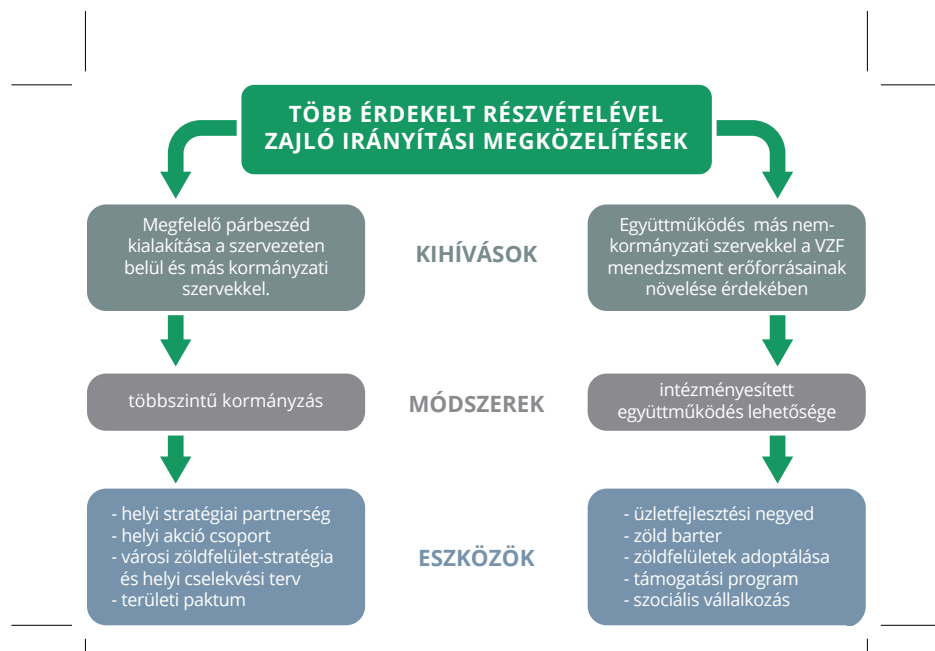 TÖBB ÉRDEKELT RÉSZVÉTELÉVEL
ZAJLÓ IRÁNYÍTÁSI MEGKÖZELÍTÉSEK
Megfelelő párbeszéd
kialakítása a szervezeten
belül és más kormányzati
szervekkel.
KIHÍVÁSOK
Együttműködés  más nem-
kormányzati szervekkel a VZF
menedzsment erőforrásainak
növelése érdekében
többszintű kormányzás
MÓDSZEREK
intézményesített
együttműködés lehetősége
- helyi stratégiai partnerség
- helyi akció csoport
- városi zöldfelület-stratégia
és helyi cselekvési terv
- területi paktum
ESZKÖZÖK
- üzletfejlesztési negyed
- zöld barter
- zöldfelületek adoptálása
- támogatási program
- szociális vállalkozás